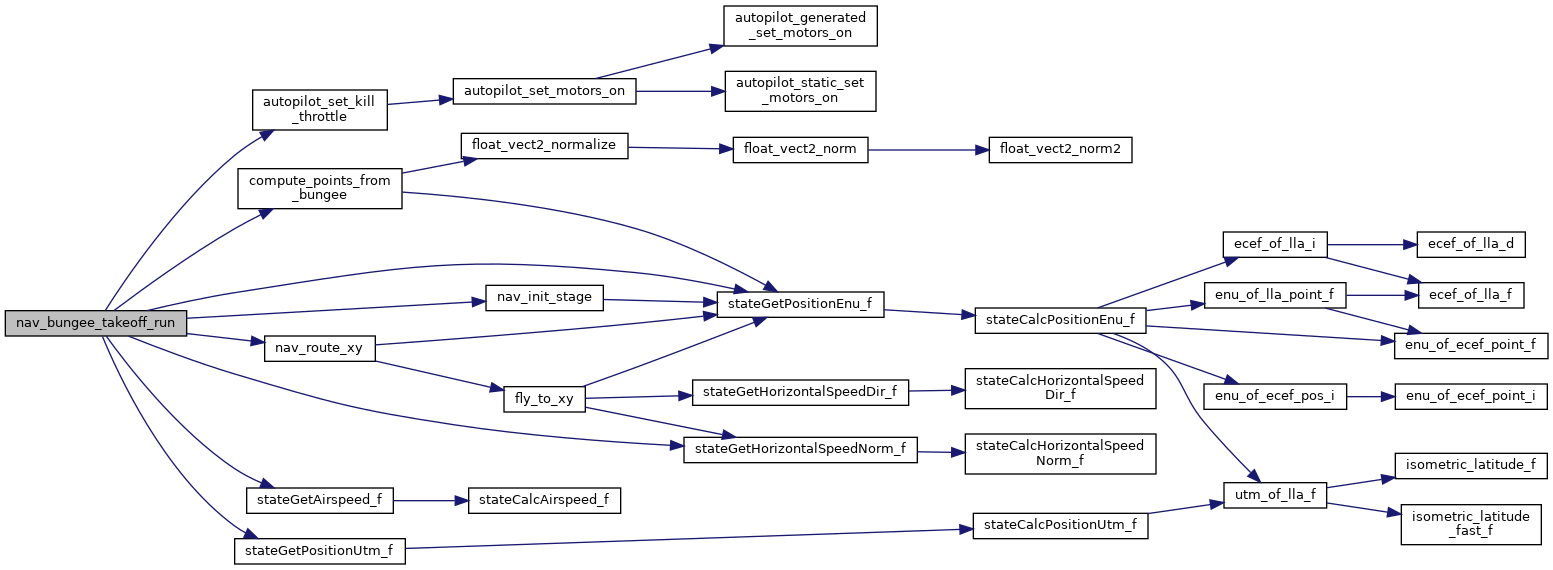 autopilot_generated
_set_motors_on
autopilot_static_set
_motors_on
autopilot_set_kill
_throttle
autopilot_set_motors_on
float_vect2_normalize
float_vect2_norm
float_vect2_norm2
compute_points_from
_bungee
ecef_of_lla_i
ecef_of_lla_d
nav_init_stage
stateGetPositionEnu_f
enu_of_lla_point_f
ecef_of_lla_f
nav_bungee_takeoff_run
stateCalcPositionEnu_f
nav_route_xy
enu_of_ecef_point_f
fly_to_xy
stateGetHorizontalSpeedDir_f
stateCalcHorizontalSpeed
Dir_f
enu_of_ecef_pos_i
enu_of_ecef_point_i
stateGetHorizontalSpeedNorm_f
stateCalcHorizontalSpeed
Norm_f
isometric_latitude_f
stateGetAirspeed_f
stateCalcAirspeed_f
utm_of_lla_f
isometric_latitude
_fast_f
stateGetPositionUtm_f
stateCalcPositionUtm_f